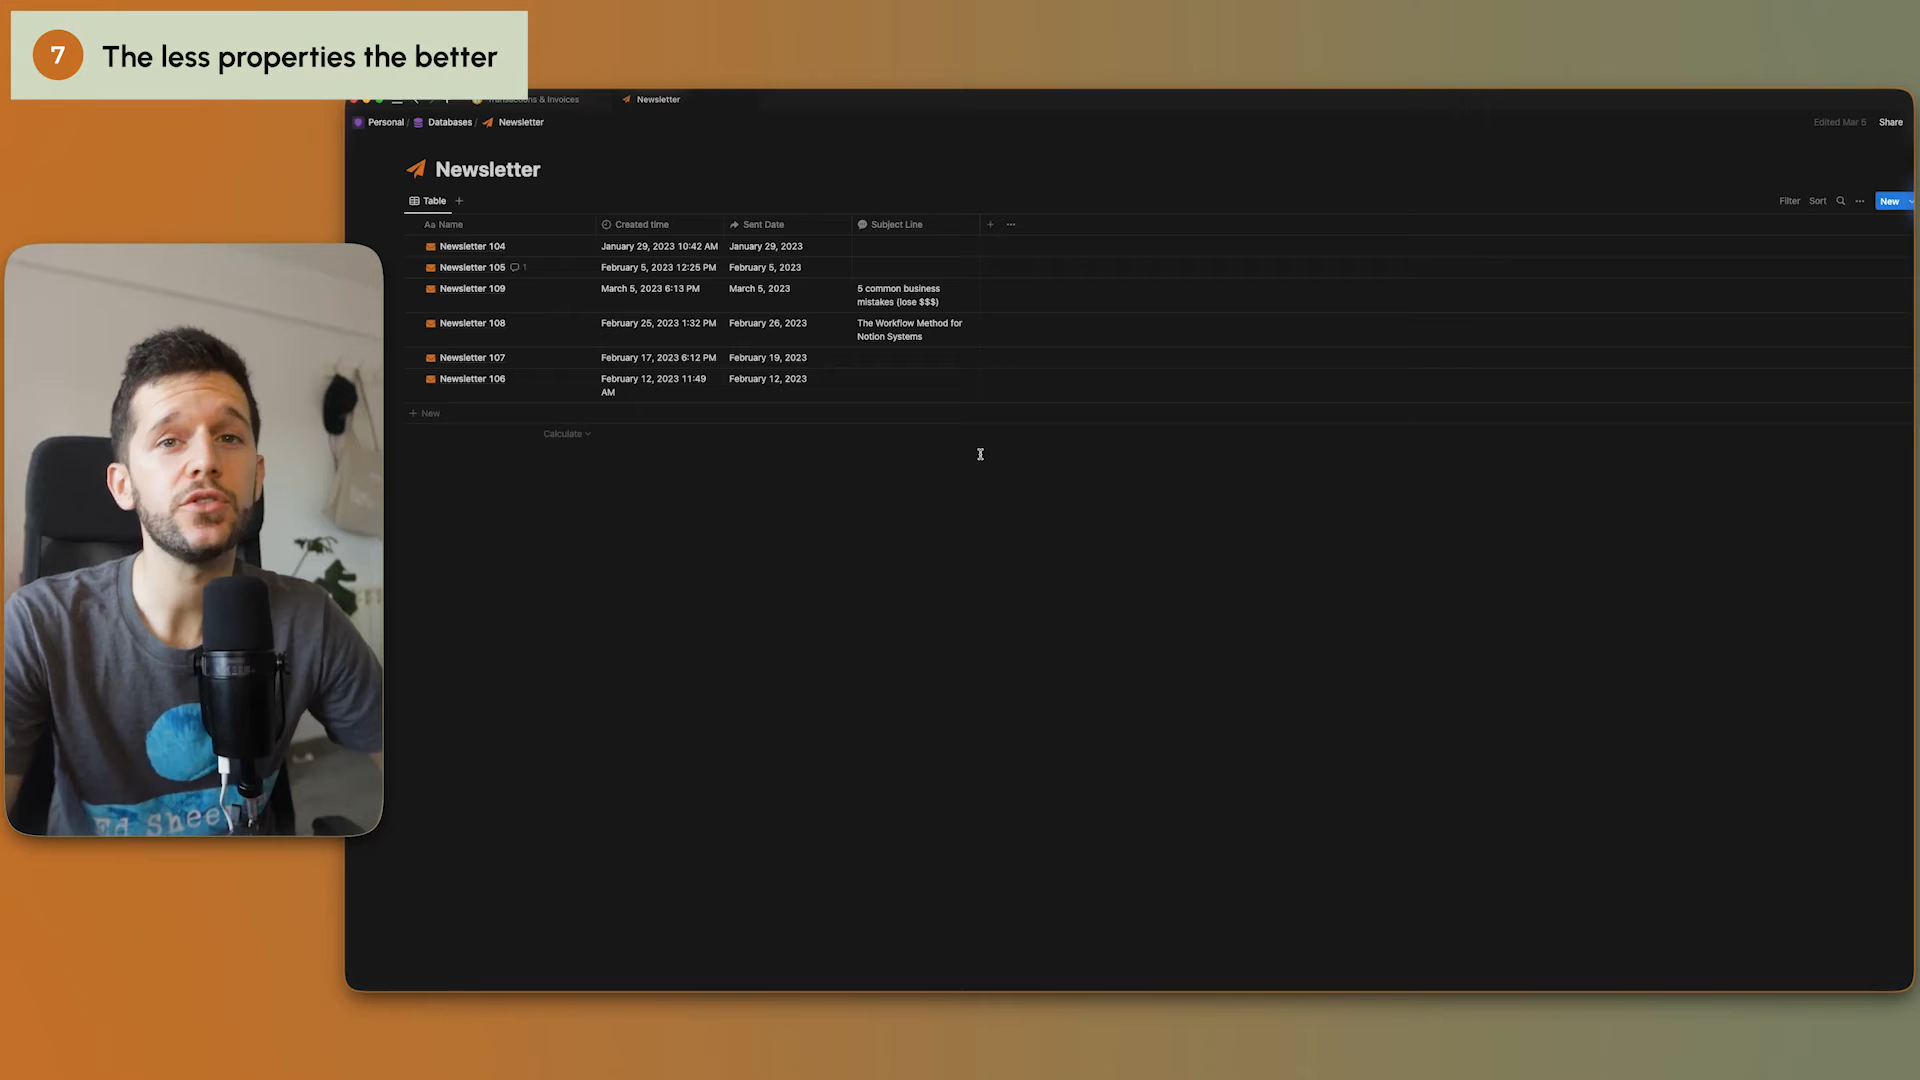 7 The less properties the better
Transactions & Invoices
Newsletter
Personal / Databases / Newsletter
Edited Mar 5
Share
Newsletter
Table
Filter
Sort
New
Aa Name
Created time
Sent Date
Subject Line
Newsletter 104
January 29, 2023 10:42 AM
January 29, 2023
Newsletter 105
1
February 5, 2023 12:25 PM
February 5, 2023
Newsletter 109
March 5, 2023 6:13 PM
March 5, 2023
5 common business
mistakes (lose $$$)
Newsletter 108
February 25, 2023 1:32 PM
February 26, 2023
The Workflow Method for
Notion Systems
Newsletter 107
February 17, 2023 6:12 PM
February 19, 2023
Newsletter 106
February 12, 2023 11:49
AM
February 12, 2023
+ New
Calculate
Ed Shee